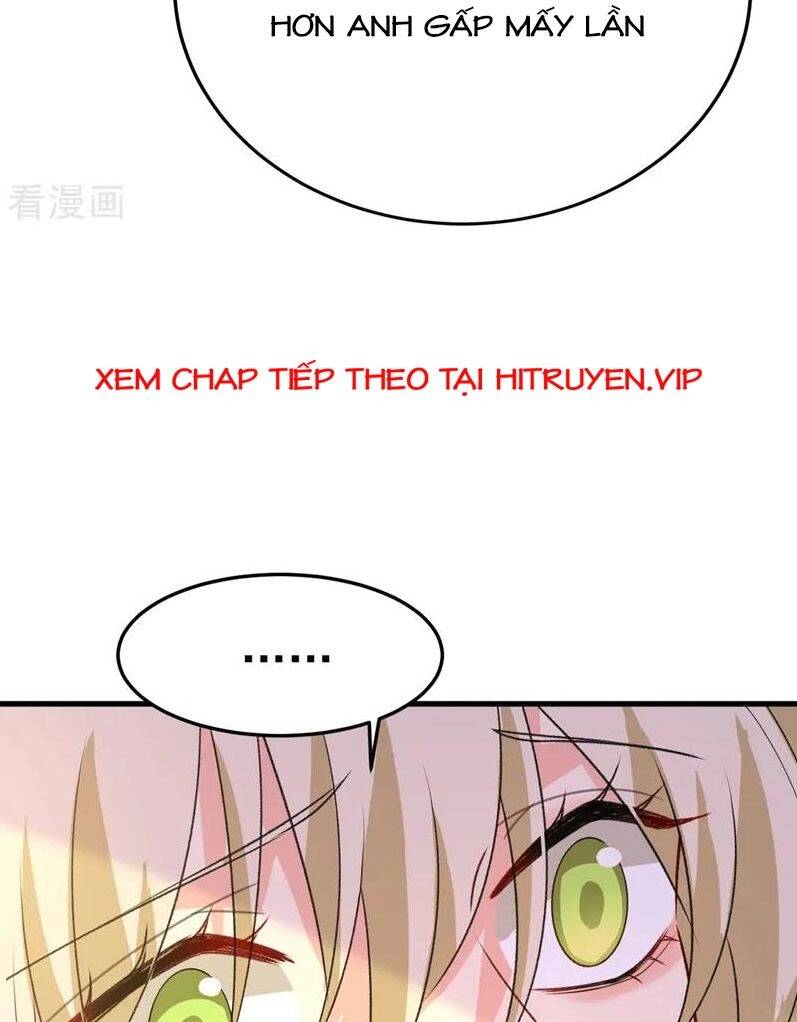 HƠN ANH GẤP MẤY LẦN
看漫画
XEM CHAP TIẾP THEO TẠI HITRUYEN.VIP
......